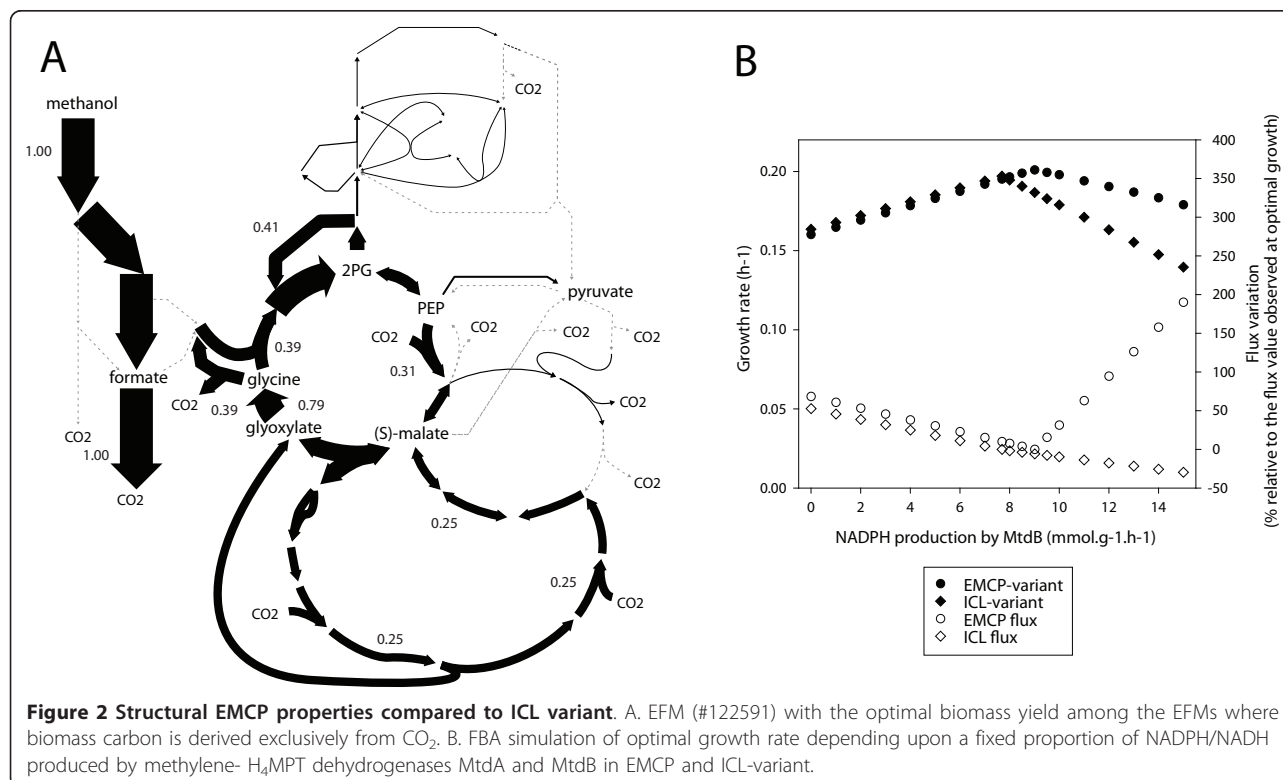 A
methanol
1.00
CO2
0.41
2PG
PEP
pyruvate
CO2
CO2
CO2
CO2
0.31
0.39
formate
glycine
CO2
0.39
0.79
CO2
glyoxylate
(S)-malate
CO2
1.00
CO2
CO2
0.25
0.25
CO2
CO2
0.25
B
Growth rate (h-1)
0.20
0.15
0.10
0.05
0.00
400
350
300
250
200
150
100
50
0
-50
Flux variation
(% relative to the flux value observed at optimal growth)
0 2 4 6 8 10 12 14
NADPH production by MtdB (mmol.g-1.h-1)
EMCP-variant
ICL-variant
EMCP flux
ICL flux
Figure 2 Structural EMCP properties compared to ICL variant. A. EFM (#122591) with the optimal biomass yield among the EFMs where
biomass carbon is derived exclusively from CO₂. B. FBA simulation of optimal growth rate depending upon a fixed proportion of NADPH/NADH
produced by methylene- H₄MPT dehydrogenases MtdA and MtdB in EMCP and ICL-variant.